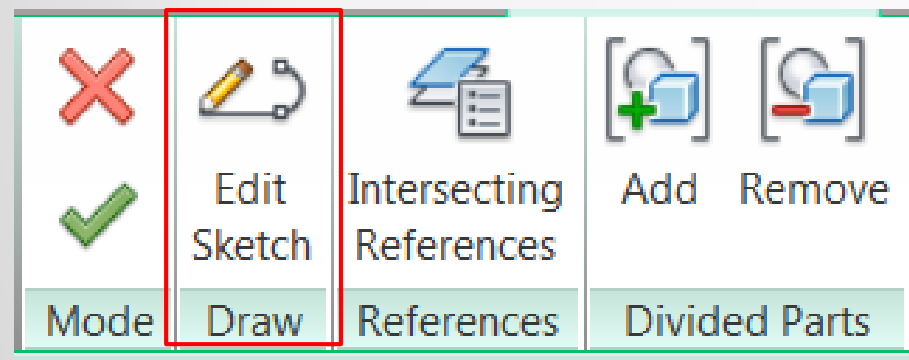 Edit
Sketch
Intersecting
References
Add
Remove
Mode
Draw
References
Divided Parts